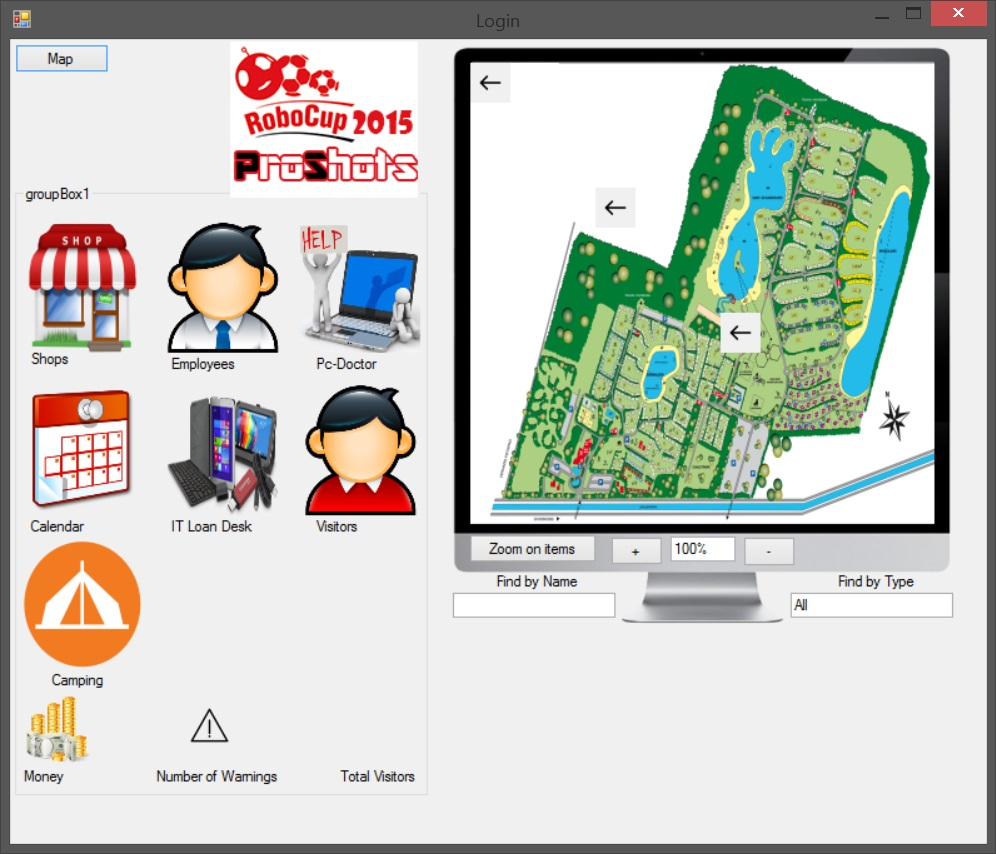 Login
Map
RoboCup 2015
ProShots
groupBox1
SHOP
HELP
Shops
Employees
Pc-Doctor
Calendar
IT Loan Desk
Visitors
Camping
Money
Number of Warnings
Total Visitors
N
Zoom on items
+
100%
-
Find by Name
Find by Type
All